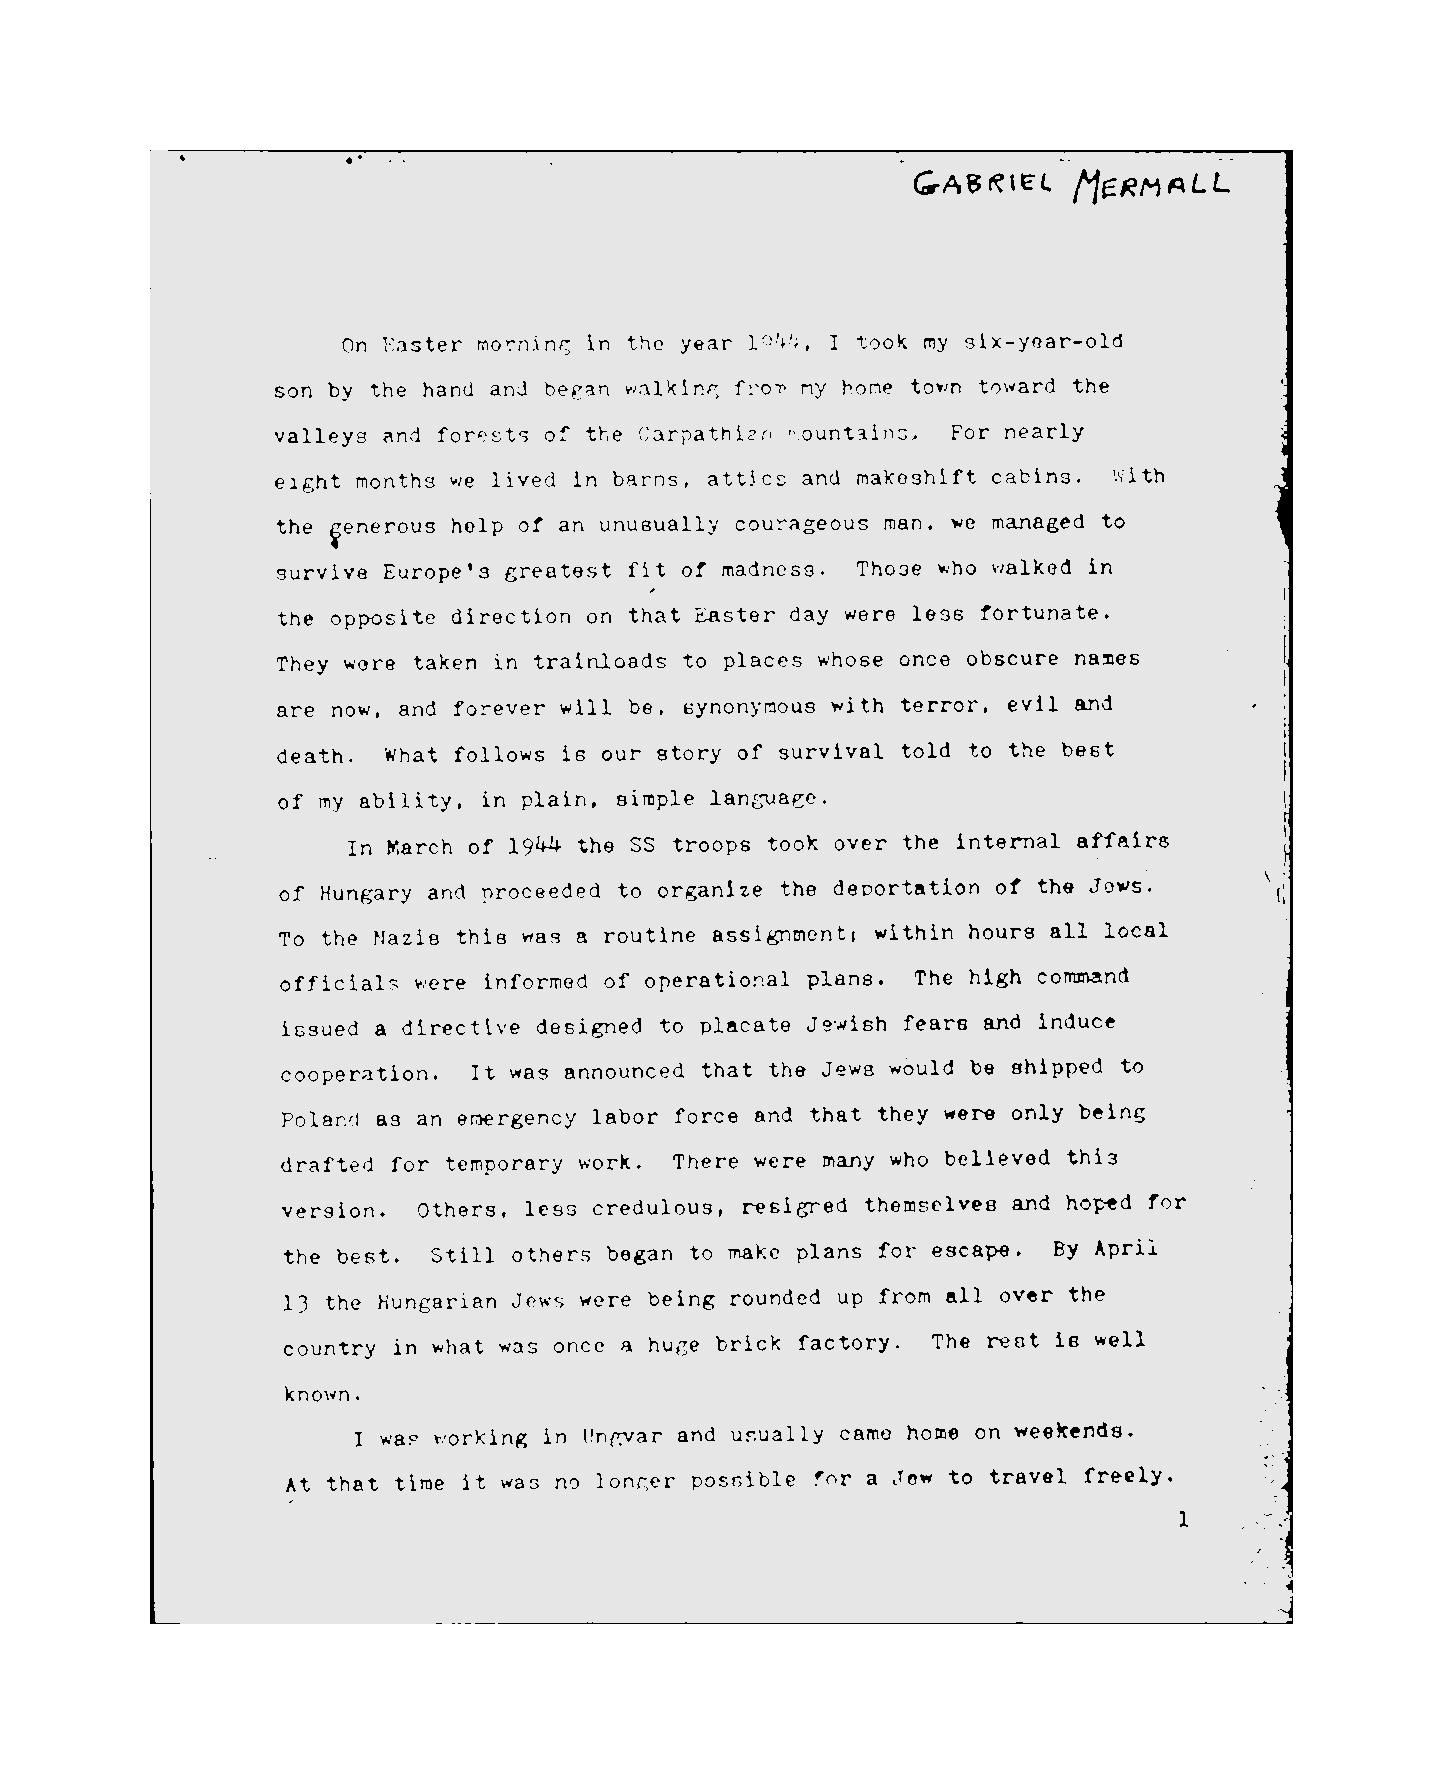 GABRIEL MERMALL
On Easter morning in the year 1944, I took my six-year-old
son by the hand and began walking from my home town toward the
valleys and forests of the Carpathian mountains. For nearly
eight months we lived in barns, attics and makeshift cabins. With
the generous help of an unusually courageous man, we managed to
survive Europe's greatest fit of madness. Those who walked in
the opposite direction on that Easter day were less fortunate.
They were taken in trainloads to places whose once obscure names
are now, and forever will be, synonymous with terror, evil and
death. What follows is our story of survival told to the best
of my ability, in plain, simple language.
In March of 1944 the SS troops took over the internal affairs
of Hungary and proceeded to organize the deportation of the Jews.
To the Nazis this was a routine assignment; within hours all local
officials were informed of operational plans. The high command
issued a directive designed to placate Jewish fears and induce
cooperation. It was announced that the Jews would be shipped to
Poland as an emergency labor force and that they were only being
drafted for temporary work. There were many who believed this
version. Others, less credulous, resigned themselves and hoped for
the best. Still others began to make plans for escape. By April
13 the Hungarian Jews were being rounded up from all over the
country in what was once a huge brick factory. The rest is well
known.
I was working in Ungvar and usually came home on weekends.
At that time it was no longer possible for a Jew to travel freely.
1